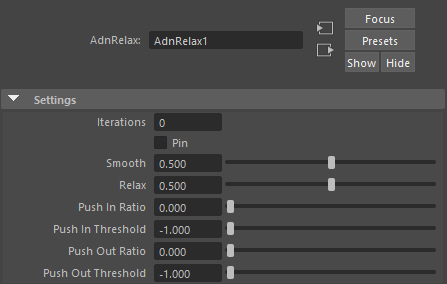 Focus
AdnRelax: AdnRelax1
Presets
Show Hide
Settings
Iterations 0
Pin
Smooth 0.500
Relax 0.500
Push In Ratio 0.000
Push In Threshold -1.000
Push Out Ratio 0.000
Push Out Threshold -1.000